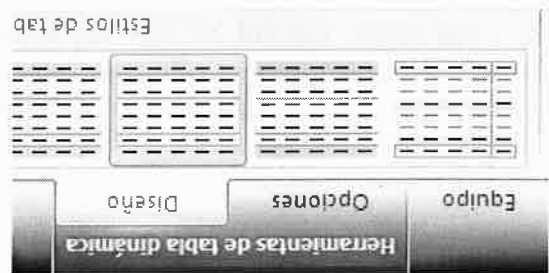 Herramientas de tabla dinámica
Equipo Opciones Diseño
Estilos de tab